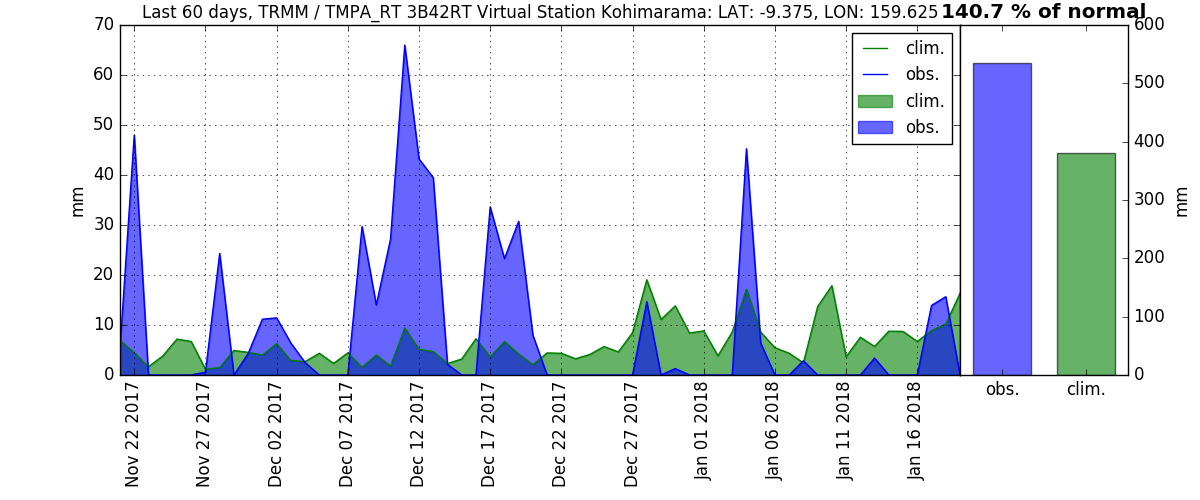 Last 60 days, TRMM / TMPA_RT 3B42RT Virtual Station Kohimarama: LAT: -9.375, LON: 159.625 140.7 % of normal
70
60
50
40
30
20
10
0
mm
clim.
obs.
clim.
obs.
Nov 22 2017
Nov 27 2017
Dec 02 2017
Dec 07 2017
Dec 12 2017
Dec 17 2017
Dec 22 2017
Dec 27 2017
Jan 01 2018
Jan 06 2018
Jan 11 2018
Jan 16 2018
600
500
400
300
200
100
0
mm
obs. clim.